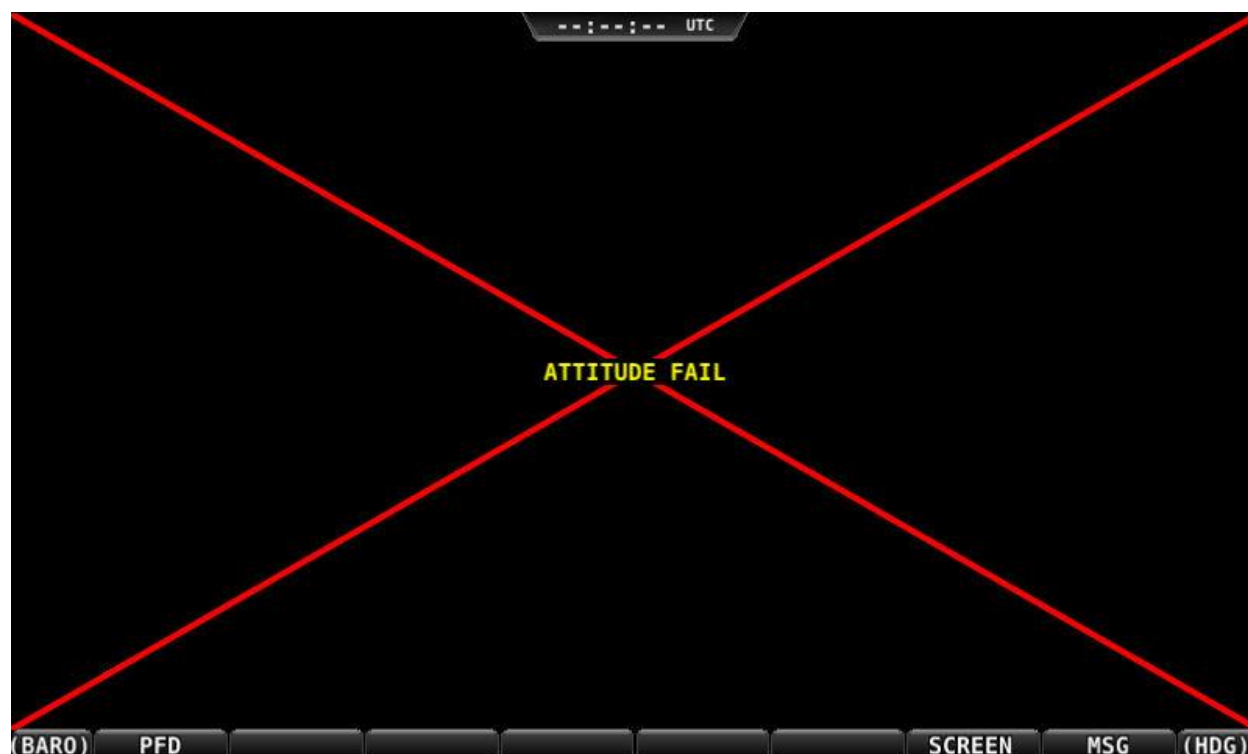 --:--:-- UTC
ATTITUDE FAIL
(BARO) PFD SCREEN MSG (HDG)